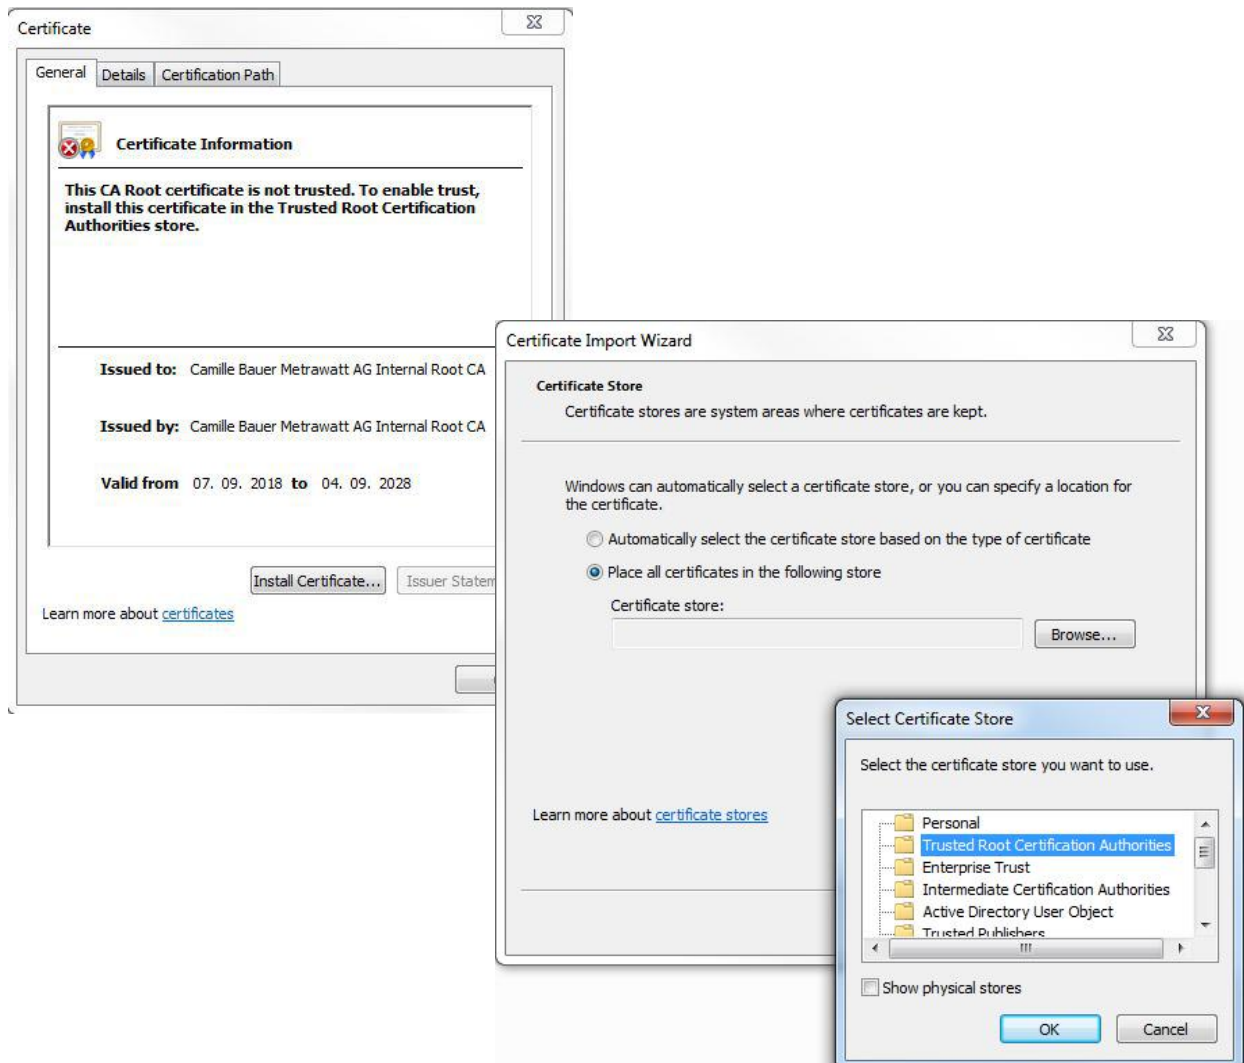 Certificate
General Details Certification Path
Certificate Information
This CA Root certificate is not trusted. To enable trust,
install this certificate in the Trusted Root Certification
Authorities store.
Issued to: Camille Bauer Metrawatt AG Internal Root CA
Issued by: Camille Bauer Metrawatt AG Internal Root CA
Valid from 07. 09. 2018 to 04. 09. 2028
Install Certificate... Issuer Statem
Learn more about certificates
Certificate Import Wizard
Certificate Store
Certificate stores are system areas where certificates are kept.
Windows can automatically select a certificate store, or you can specify a location for
the certificate.
Automatically select the certificate store based on the type of certificate
Place all certificates in the following store
Certificate store:
Browse...
Learn more about certificate stores
Select Certificate Store
Select the certificate store you want to use.
Personal
Trusted Root Certification Authorities
Enterprise Trust
Intermediate Certification Authorities
Active Directory User Object
Trusted Publishers
Show physical stores
OK Cancel